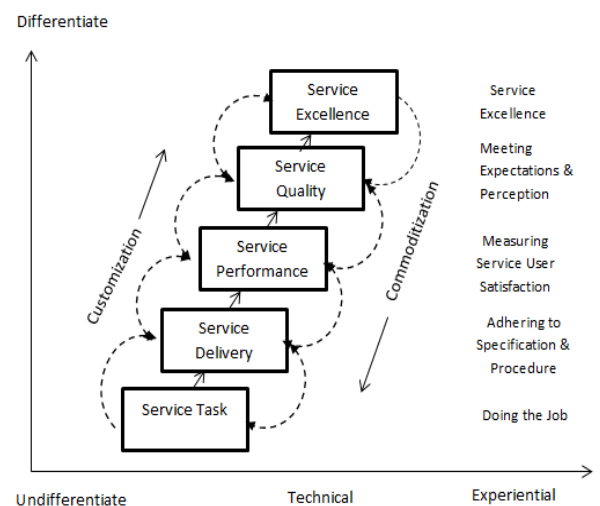 Differentiate
Service
Excellence
Service
Excellence
Service
Quality
Meeting
Expectations &
Perception
Customization
Commoditization
Service
Performance
Measuring
Service User
Satisfaction
Service
Delivery
Adhering to
Specification &
Procedure
Service Task
Doing the Job
Undifferentiate
Technical
Experiential